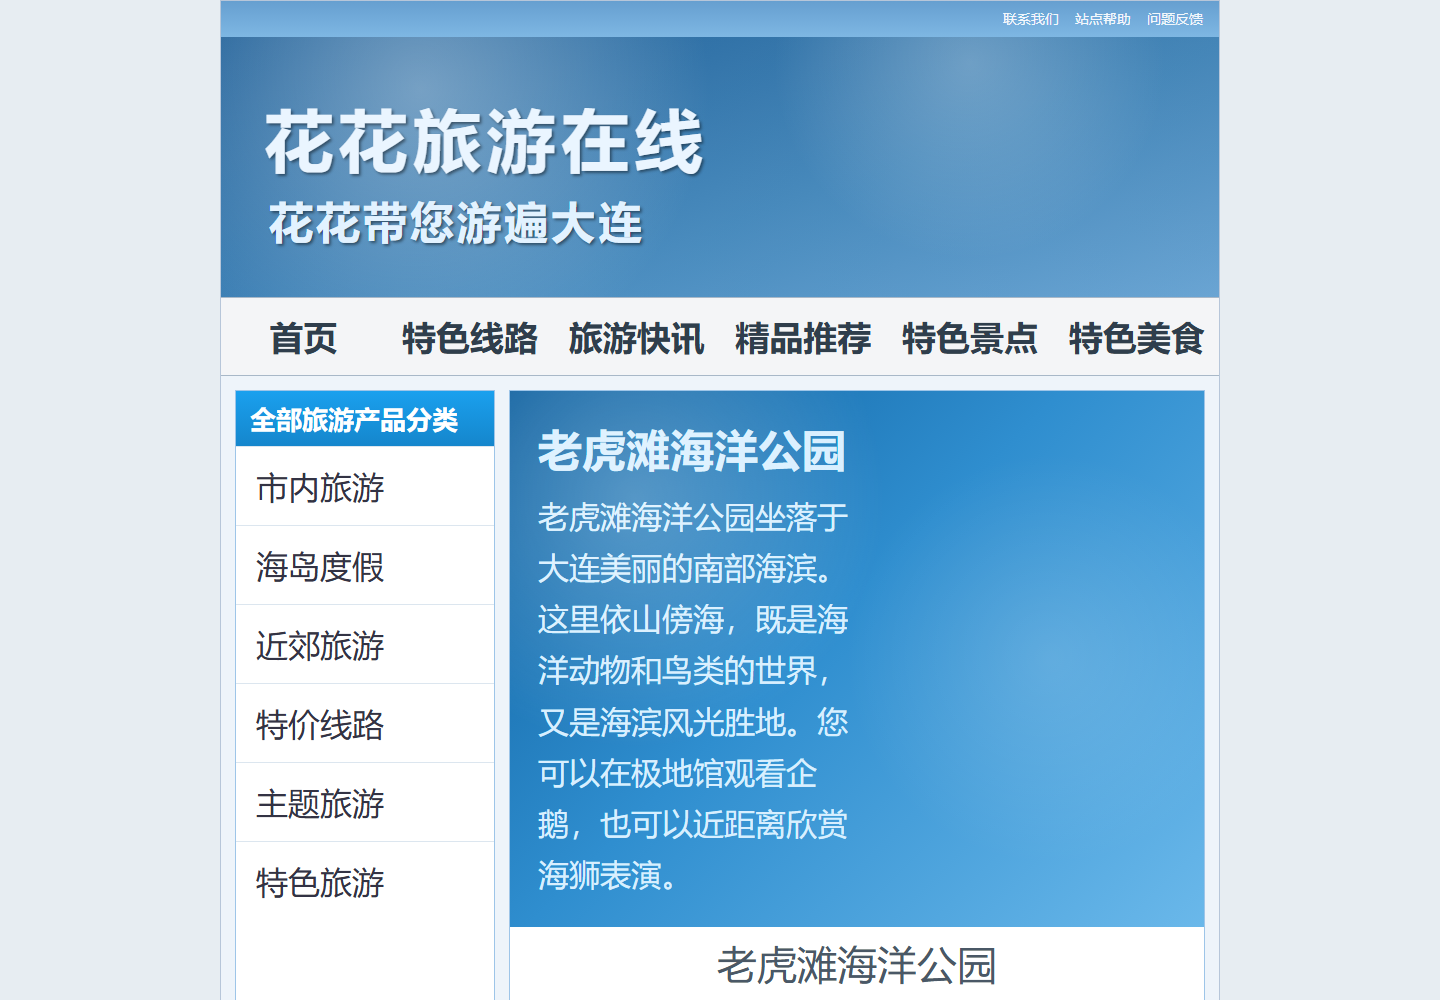 联系我们 站点帮助 问题反馈
花花旅游在线
花花带您游遍大连
首页 特色线路 旅游快讯 精品推荐 特色景点 特色美食
全部旅游产品分类
市内旅游
海岛度假
近郊旅游
特价线路
主题旅游
特色旅游
老虎滩海洋公园
老虎滩海洋公园坐落于
大连美丽的南部海滨。
这里依山傍海，既是海
洋动物和鸟类的世界，
又是海滨风光胜地。您
可以在极地馆观看企
鹅，也可以近距离欣赏
海狮表演。
老虎滩海洋公园